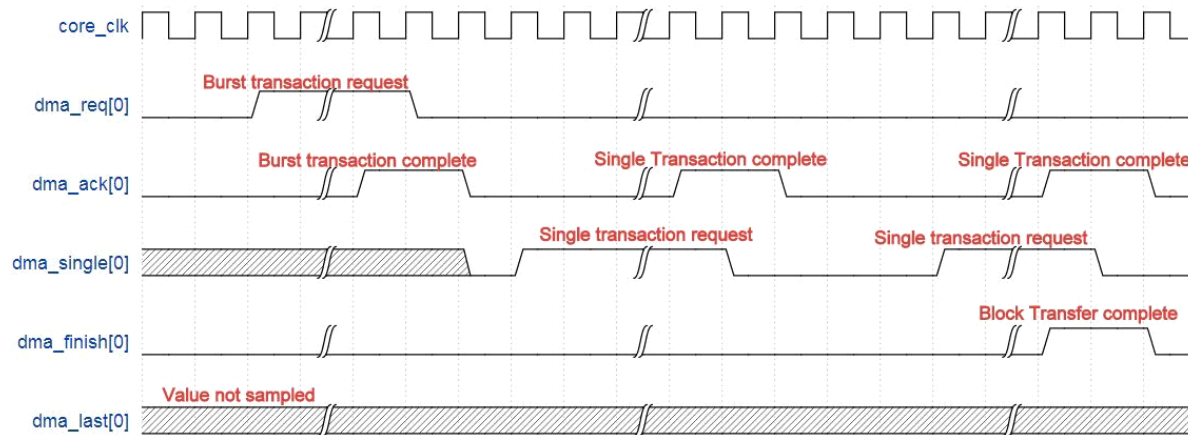 core_clk
Burst transaction request
dma_req[0]
Burst transaction complete
Single Transaction complete
Single Transaction complete
dma_ack[0]
Single transaction request
Single transaction request
dma_single[0]
Block Transfer complete
dma_finish[0]
Value not sampled
dma_last[0]